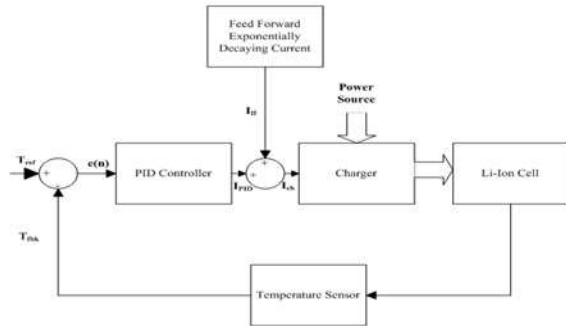 Feed Forward
Exponentially
Decaying Current
Power
Source
Iff
Tref
+
e(n)
PID Controller
IPID
+
+
Ich
Charger
Li-Ion Cell
-
Tfbk
Temperature Sensor